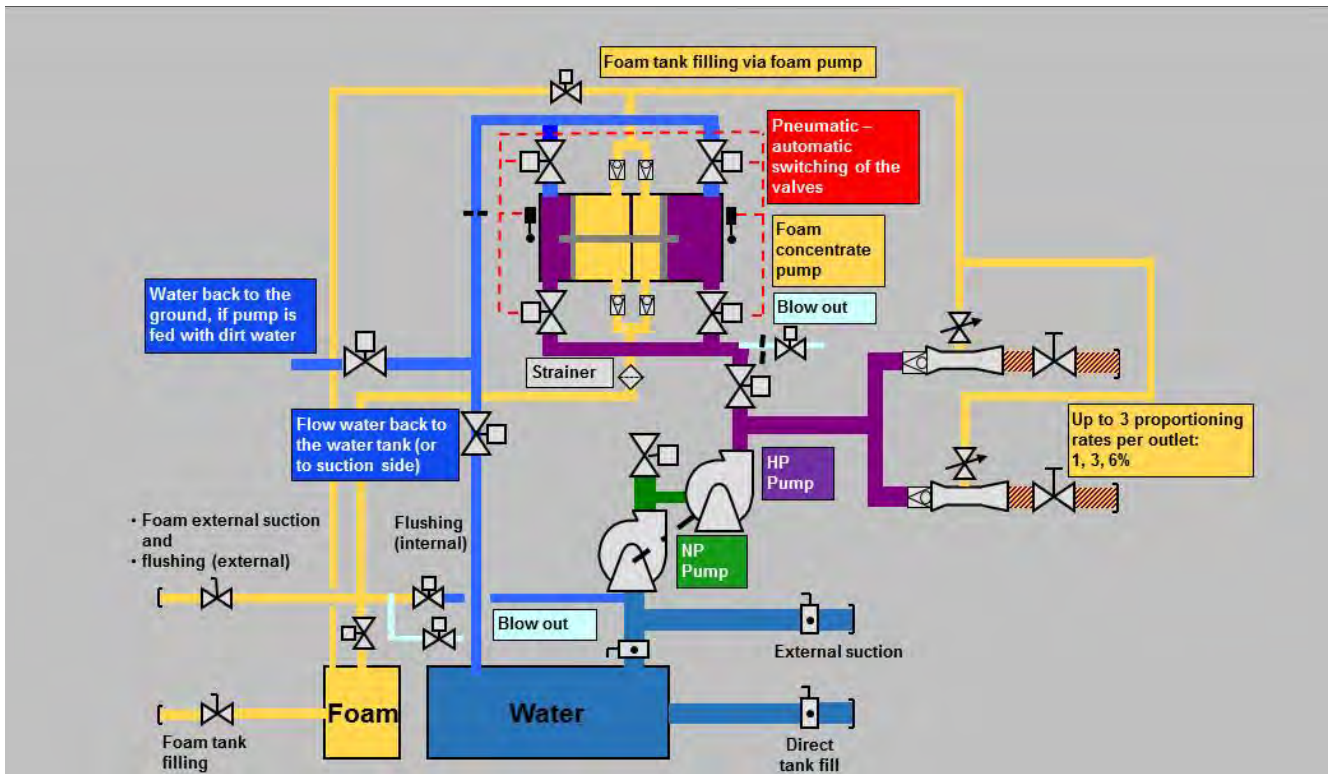 Foam tank filling via foam pump
Pneumatic –
automatic
switching of the
valves
Foam
concentrate
pump
Blow out
Water back to the
ground, if pump is
fed with dirt water
Strainer
Flow water back to
the water tank (or
to suction side)
Up to 3 proportioning
rates per outlet:
1, 3, 6%
HP
Pump
NP
Pump
• Foam external suction
and
• flushing (external)
Flushing
(internal)
Blow out
External suction
Foam
Water
Foam tank
filling
Direct
tank fill